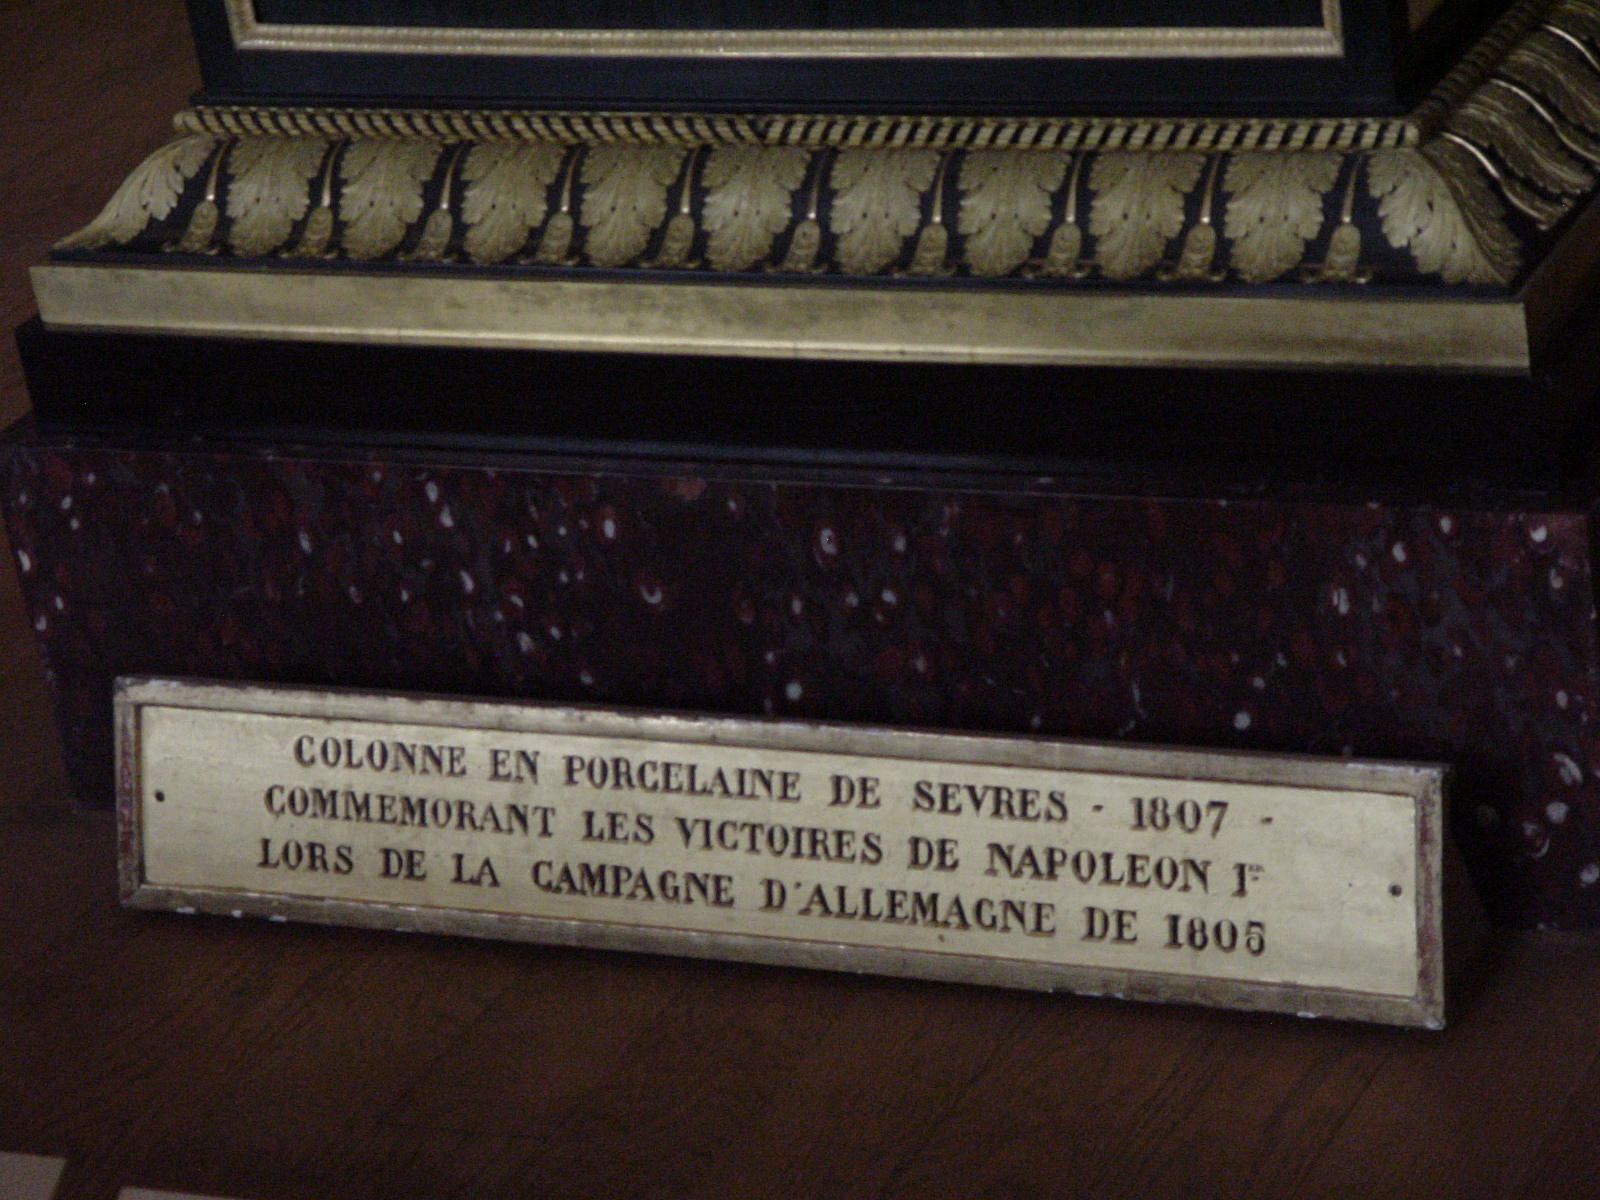 COLONNE EN PORCELAINE DE SEVRES - 1807 -
COMMEMORANT LES VICTOIRES DE NAPOLEON Ier
LORS DE LA CAMPAGNE D'ALLEMAGNE DE 1805